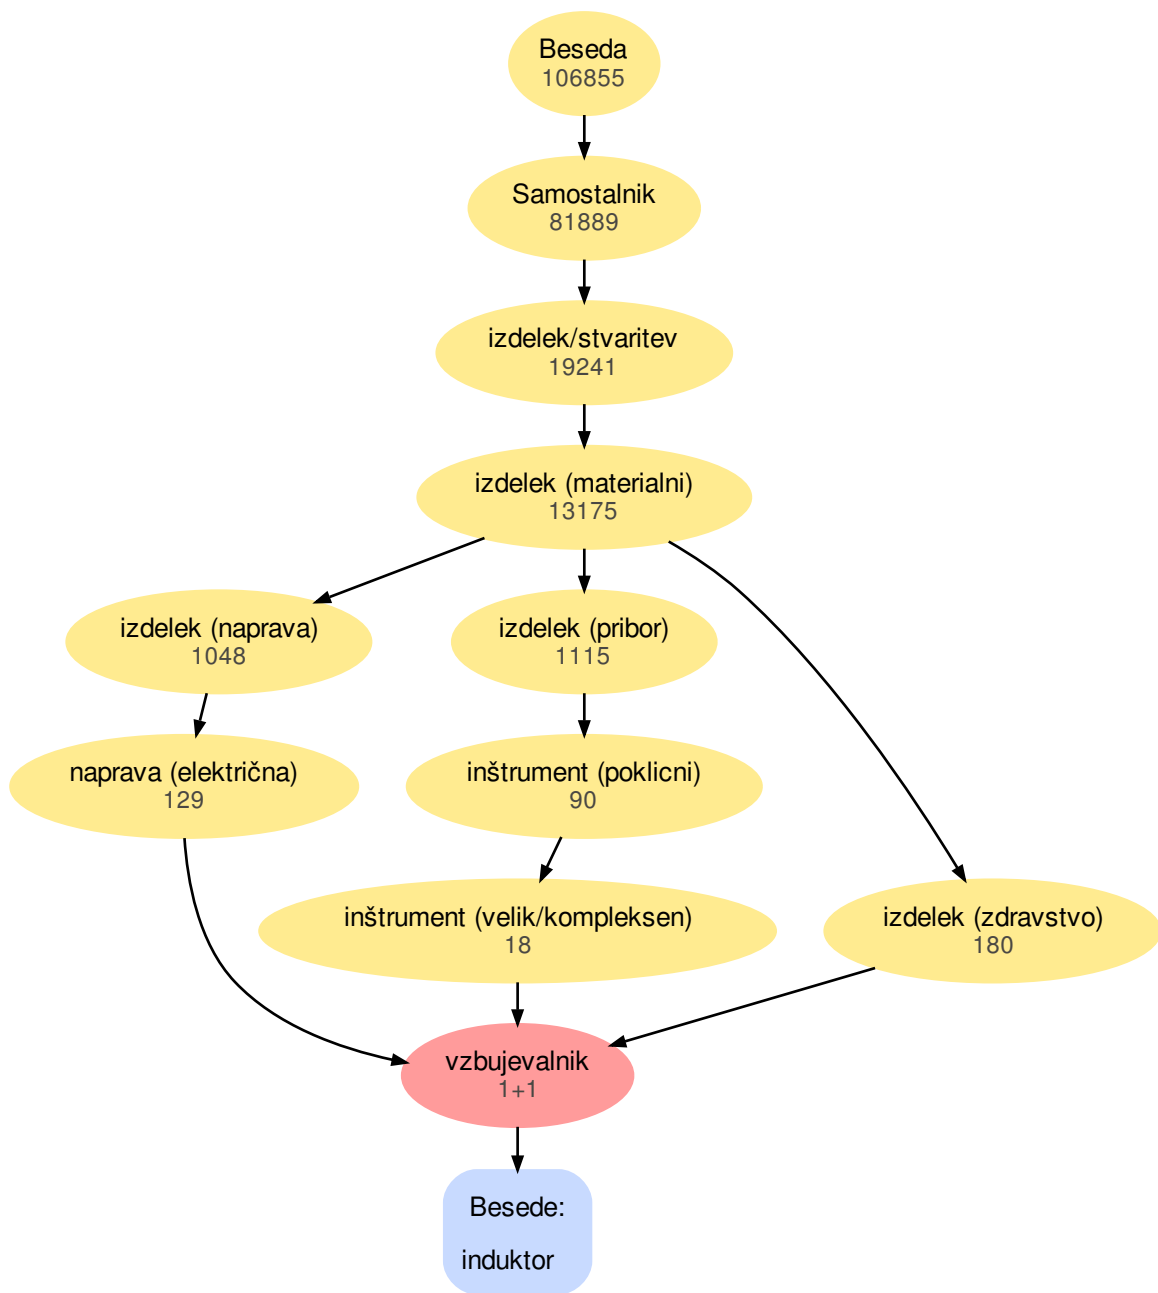 Beseda
106855
Samostalnik
81889
izdelek/stvaritev
19241
izdelek (materialni)
13175
izdelek (naprava)
1048
izdelek (pribor)
1115
naprava (električna)
129
inštrument (poklicni)
90
inštrument (velik/kompleksen)
18
izdelek (zdravstvo)
180
vzbujevalnik
1+1
Besede:
induktor